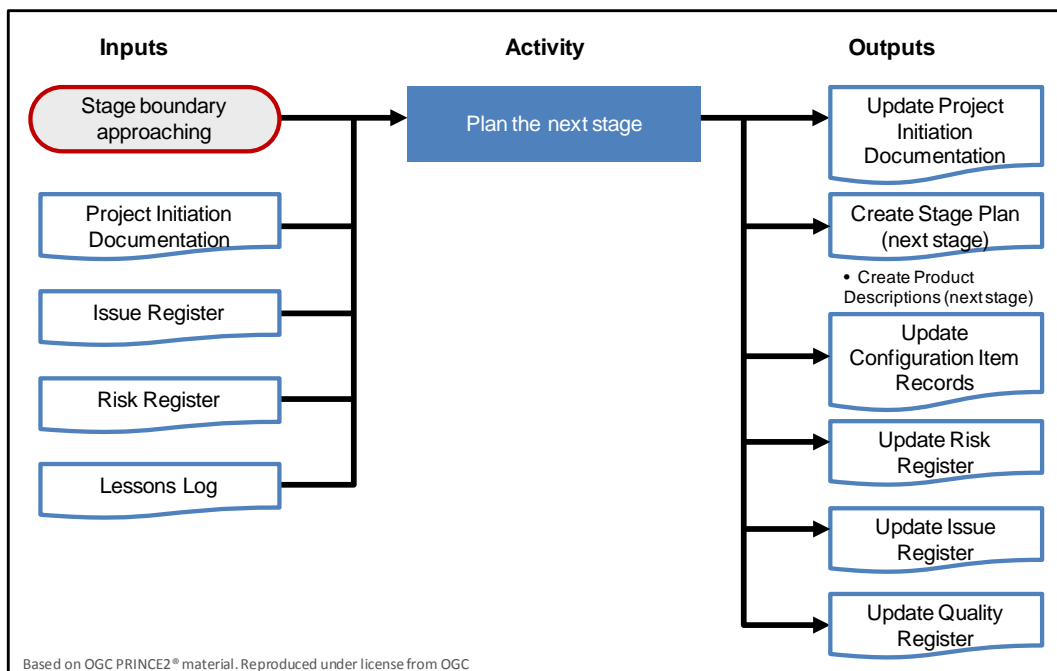 Inputs
Activity
Outputs
Stage boundary
approaching
Project Initiation
Documentation
Issue Register
Risk Register
Lessons Log
Plan the next stage
Update Project
Initiation
Documentation
Create Stage Plan
(next stage)
• Create Product
Descriptions (next stage)
Update
Configuration Item
Records
Update Risk
Register
Update Issue
Register
Update Quality
Register
Based on OGC PRINCE2® material. Reproduced under license from OGC